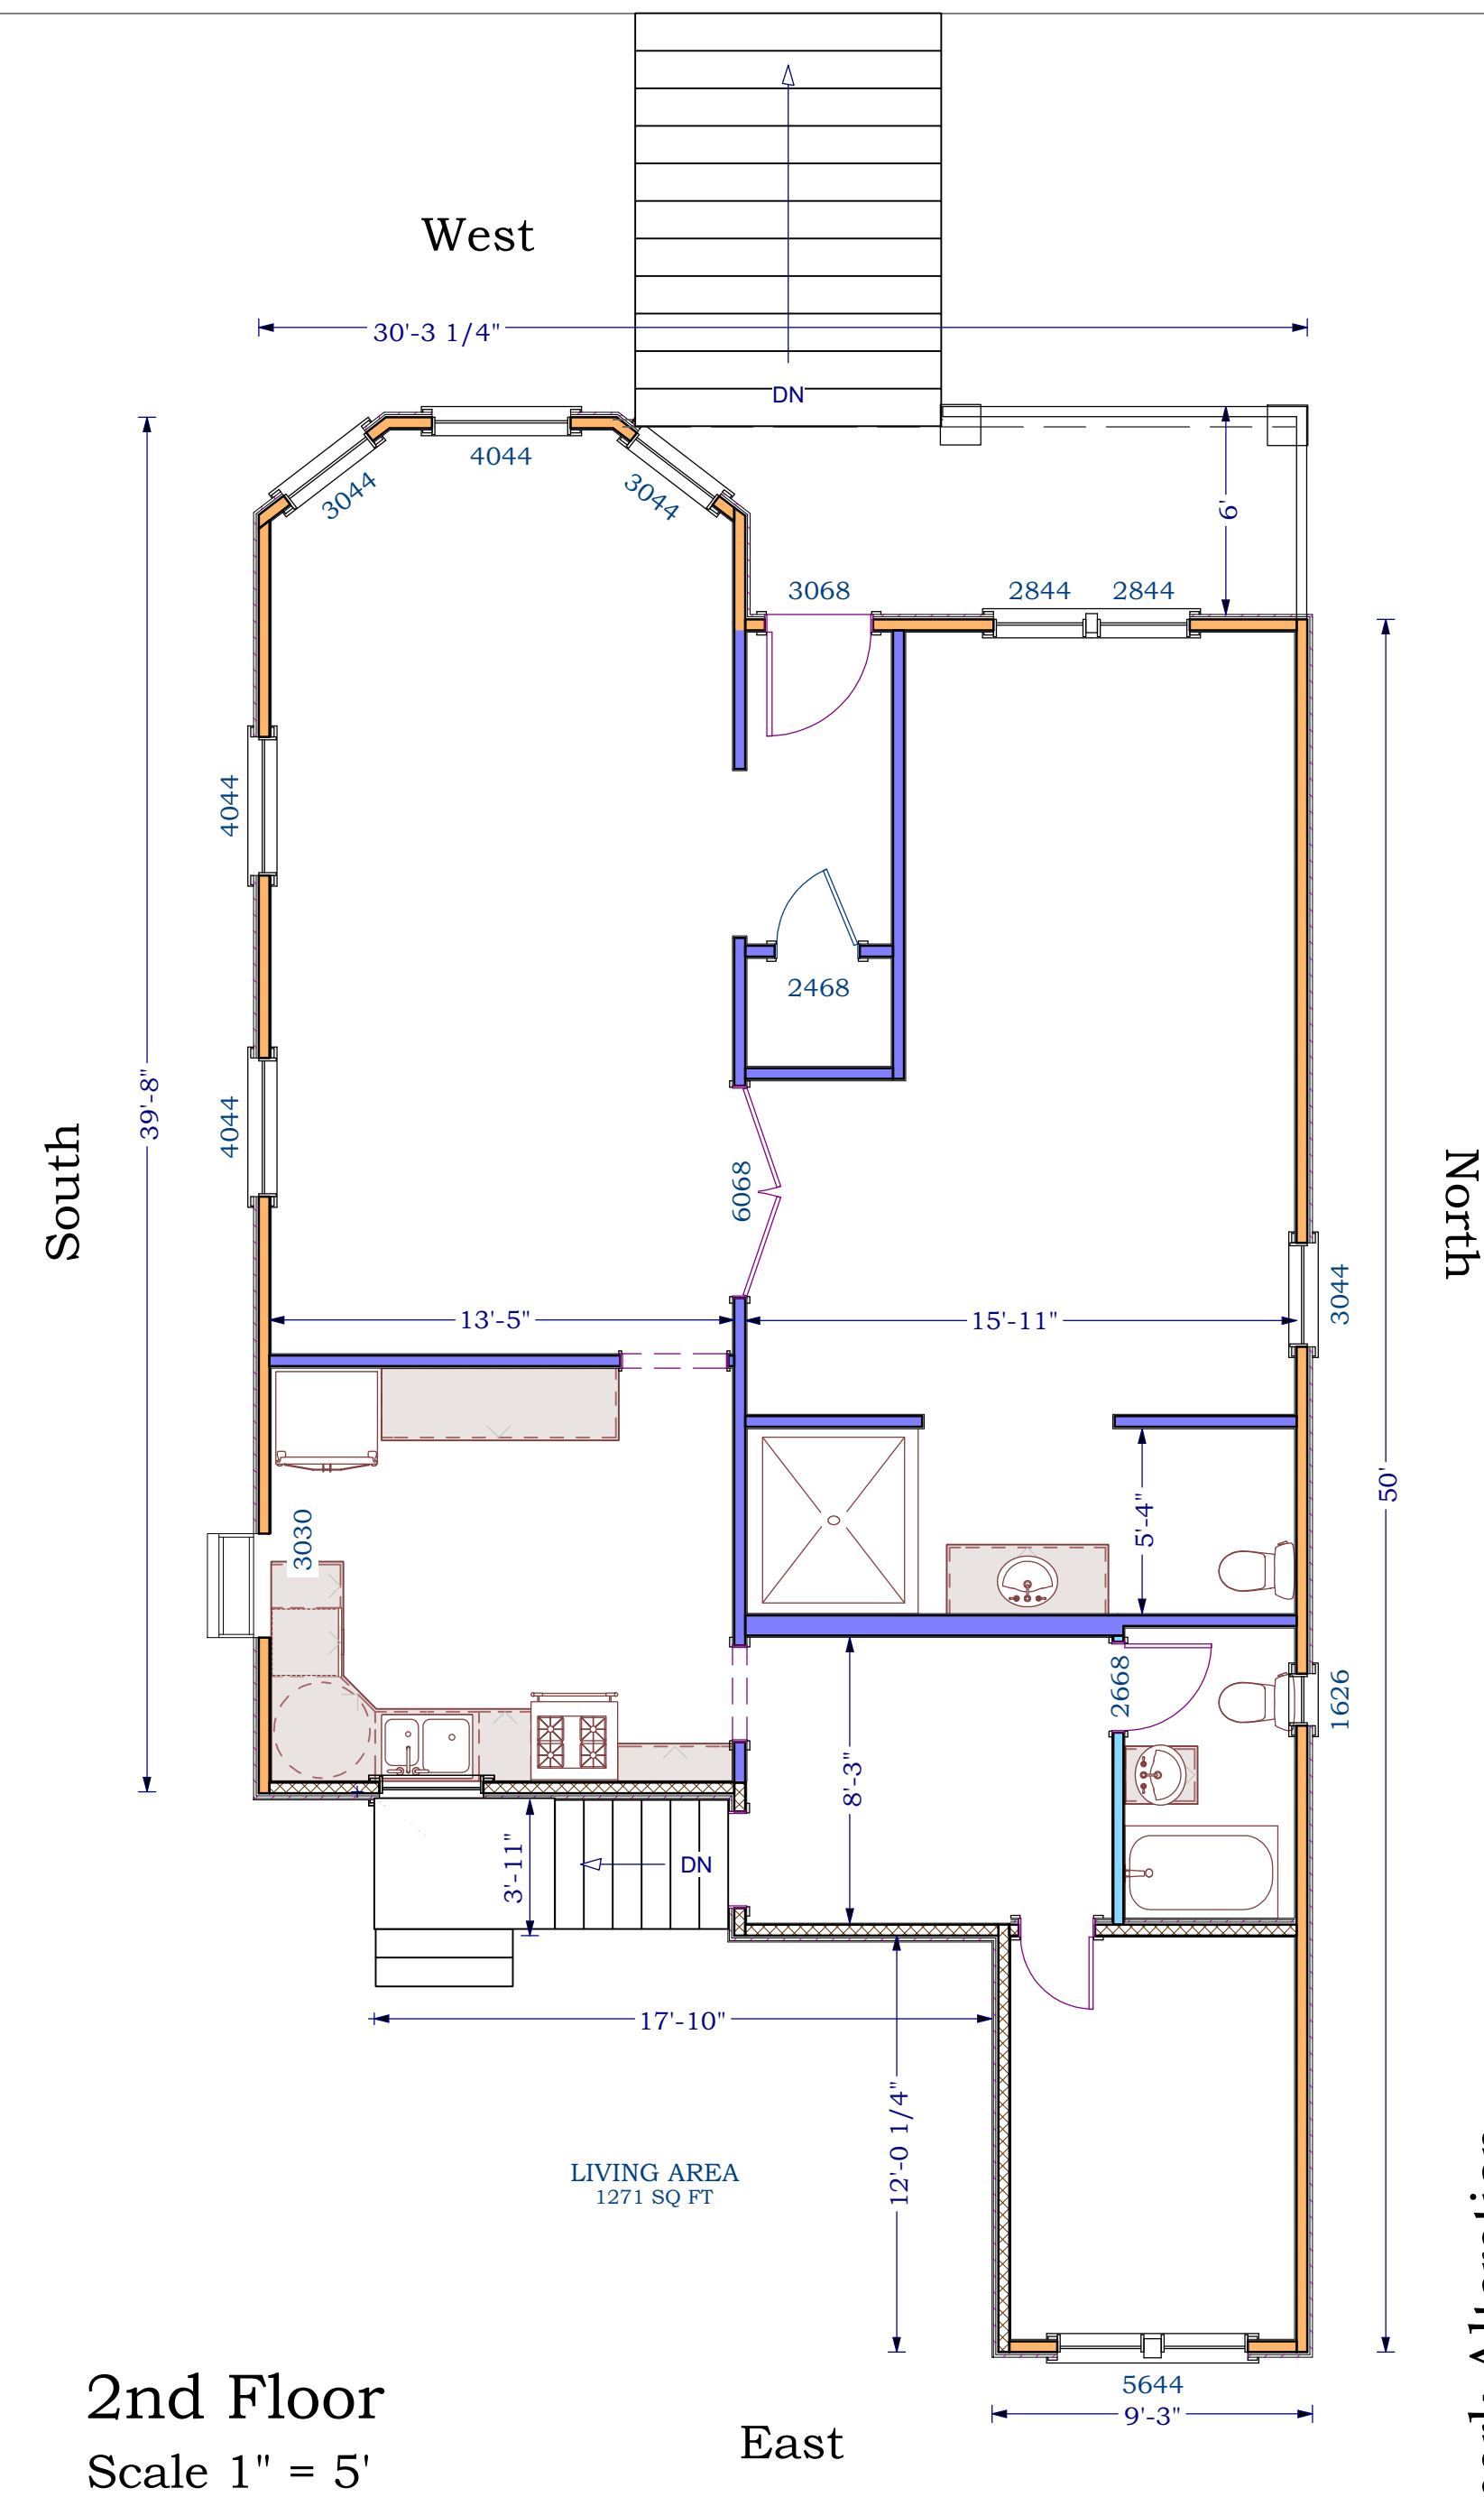 West
30'-3 1/4"
DN
4044
3044
3044
6'
3068
2844
2844
4044
2468
39'-8"
4044
6068
South
North
3044
13'-5"
15'-11"
3030
5'-4"
50'
2668
1626
8'-3"
3'-11"
DN
17'-10"
12'-0 1/4"
LIVING AREA
1271 SQ FT
5644
9'-3"
2nd Floor
East
Scale 1" = 5'